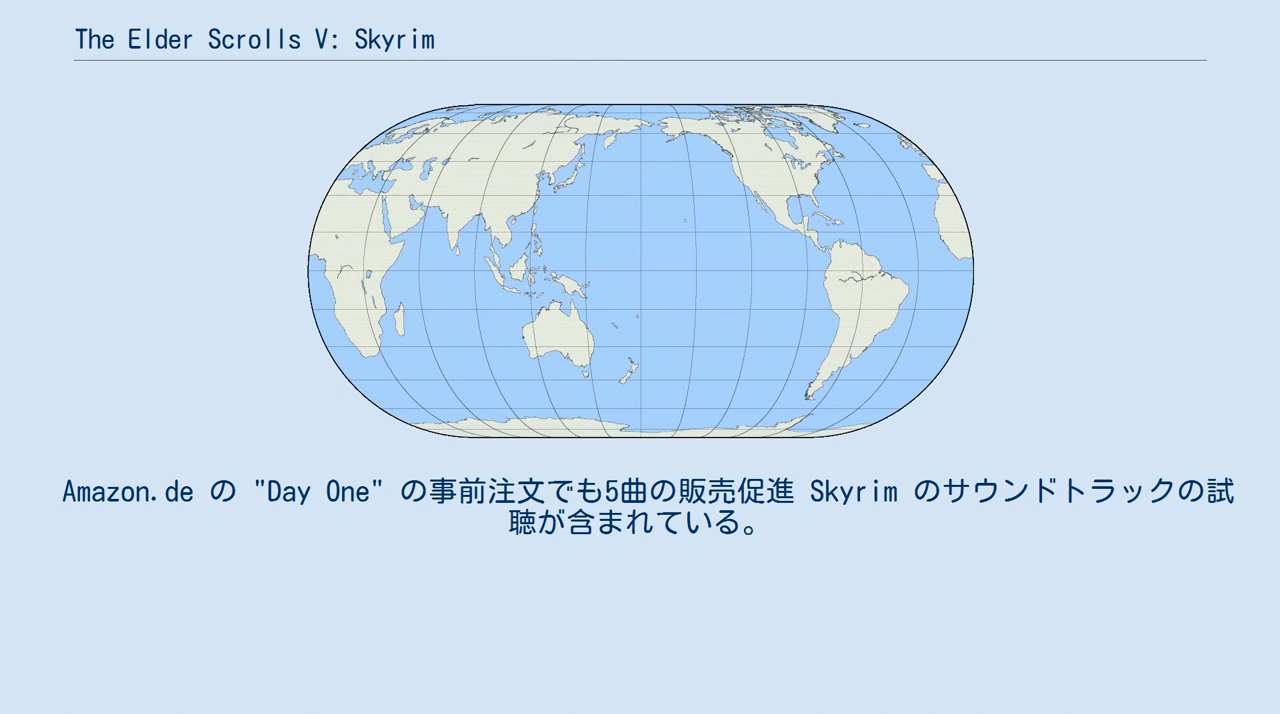 The Elder Scrolls V: Skyrim
Amazon.de の "Day One" の事前注文でも5曲の販売促進 Skyrim のサウンドトラックの試
聴が含まれている。